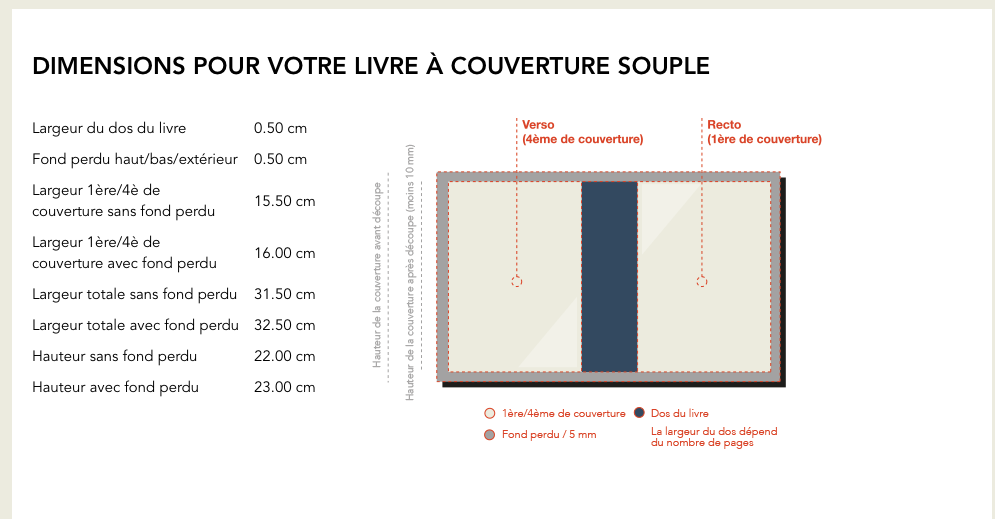 DIMENSIONS POUR VOTRE LIVRE À COUVERTURE SOUPLE
Largeur du dos du livre 0.50 cm
Fond perdu haut/bas/extérieur 0.50 cm
Largeur 1ère/4è de
couverture sans fond perdu 15.50 cm
Largeur 1ère/4è de
couverture avec fond perdu 16.00 cm
Largeur totale sans fond perdu 31.50 cm
Largeur totale avec fond perdu 32.50 cm
Hauteur sans fond perdu 22.00 cm
Hauteur avec fond perdu 23.00 cm
Hauteur de la couverture avant découpe
Hauteur de la couverture après découpe (moins 10 mm)
Verso
(4ème de couverture)
Recto
(1ère de couverture)
1ère/4ème de couverture
Dos du livre
Fond perdu / 5 mm
La largeur du dos dépend
du nombre de pages